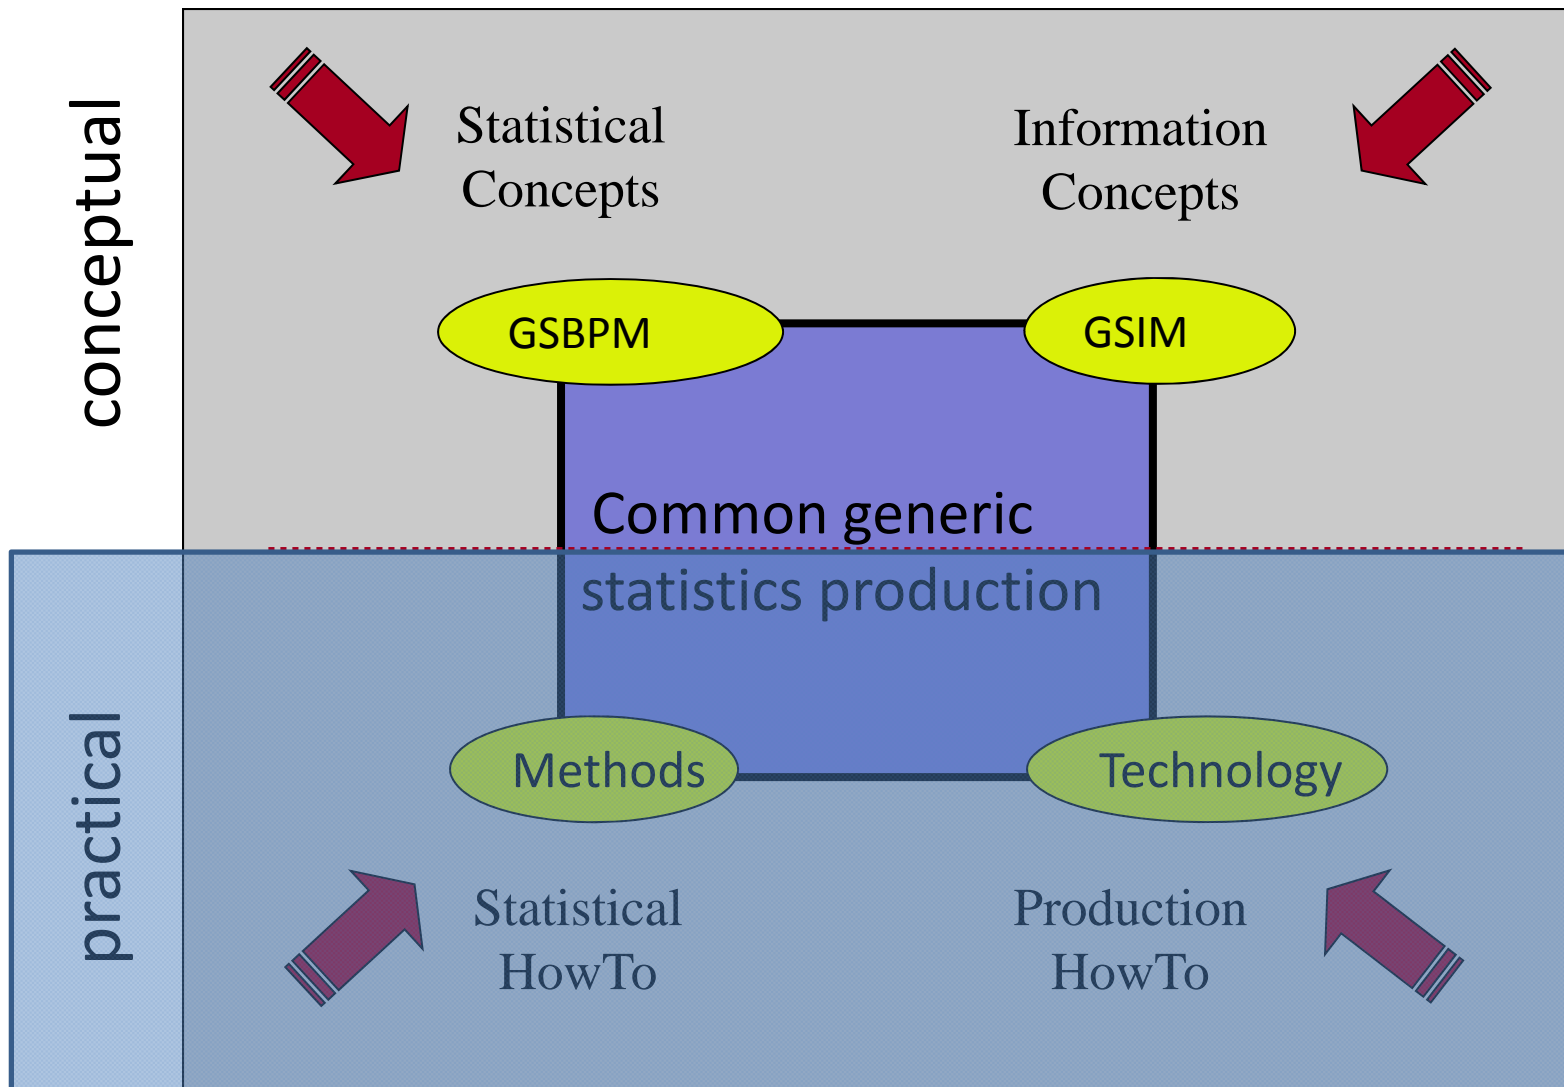 conceptual
Statistical
Concepts
Information
Concepts
GSBPM
GSIM
Common generic
statistics production
practical
Methods
Technology
Statistical
HowTo
Production
HowTo